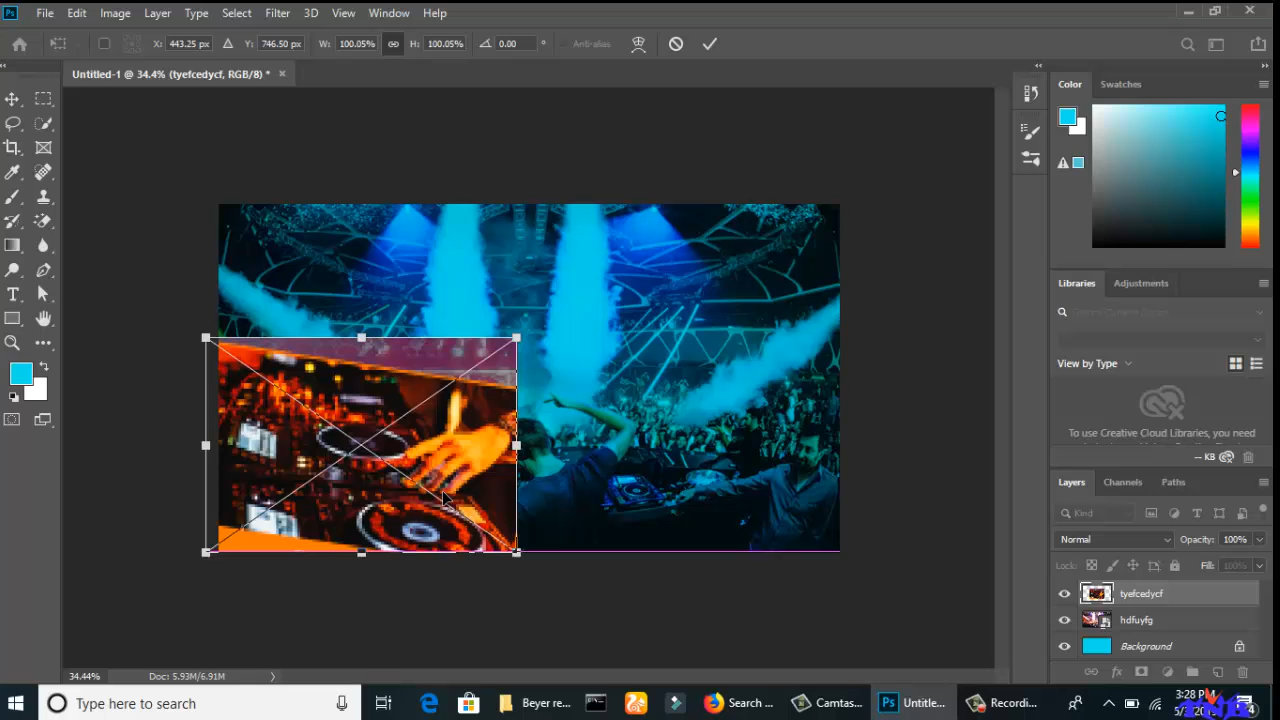 Ps File Edit Image Layer Type Select Filter 3D View Window Help
X: 443.25 px Y: 746.50 px W: 100.05% H: 100.05% 0.00 ° Anti-alias
Untitled-1 @ 34.4% (tyefcedycf, RGB/8) * ×
Color Swatches
Libraries Adjustments
View by Type
To use Creative Cloud Libraries, you need
-- KB
Layers Channels Paths
Kind
Normal Opacity: 100%
Lock: Fill: 100%
tyefcedycf
hdfuyfg
Background
34.44% Doc: 5.93M/6.91M
Type here to search
Beyer re...
Search ...
Camtas...
Ps Untitle...
Recordi...
3:28 PM